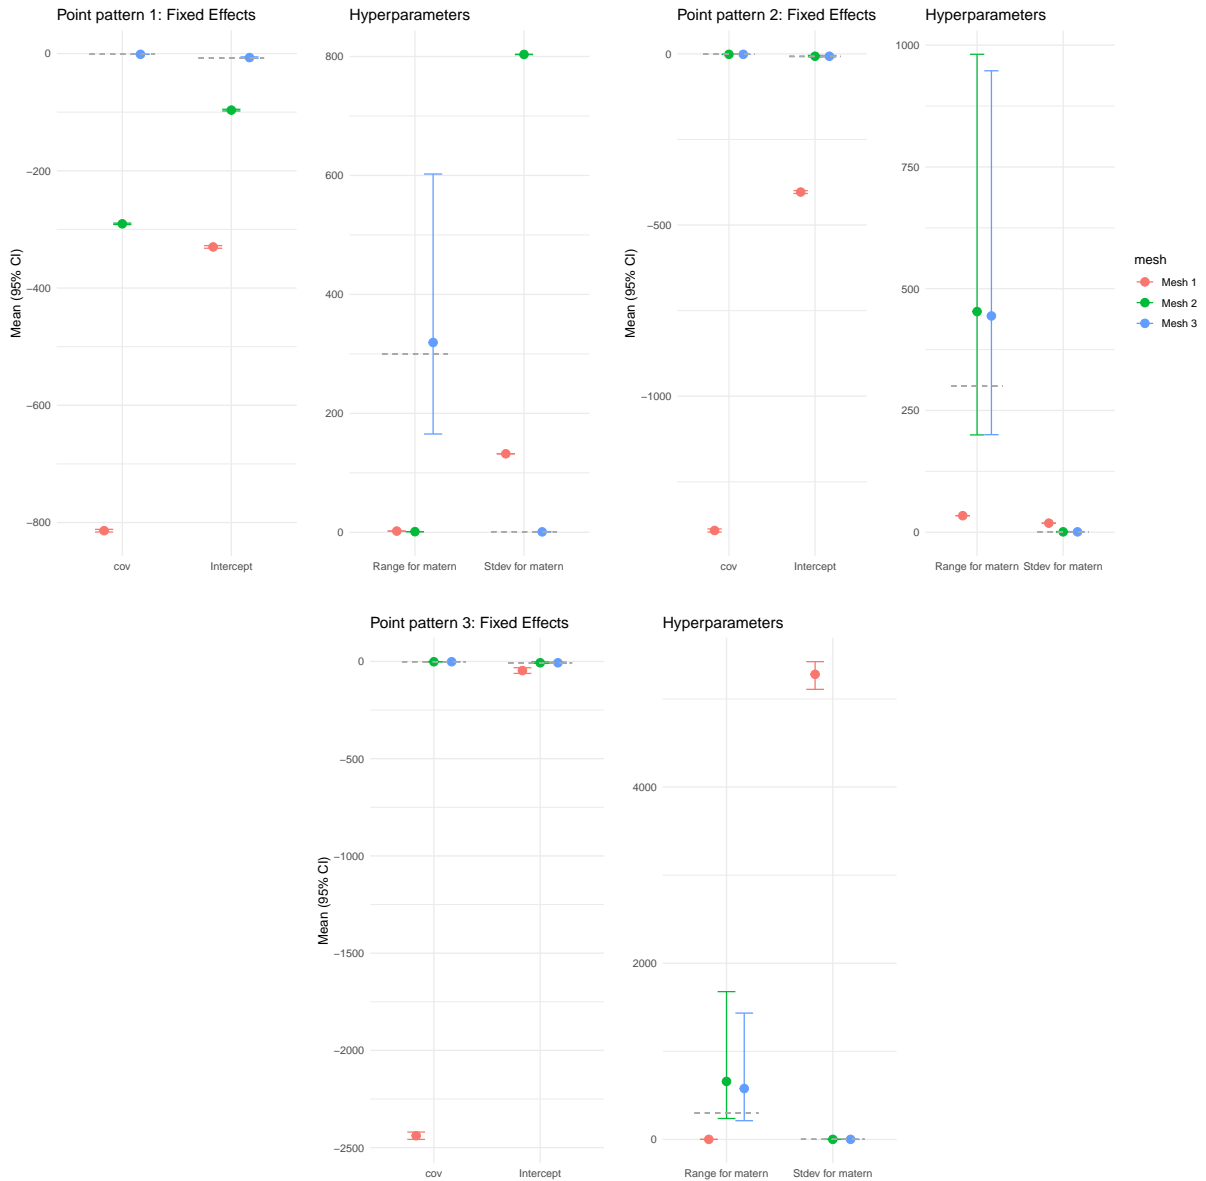 Point pattern 1: Fixed Effects
Mean (95% CI)
0
−200
−400
−600
−800
cov
Intercept
Hyperparameters
800
600
400
200
0
Range for matern
Stdev for matern
Point pattern 2: Fixed Effects
Mean (95% CI)
0
−500
−1000
cov
Intercept
Hyperparameters
1000
750
500
250
0
Range for matern
Stdev for matern
mesh
Mesh 1
Mesh 2
Mesh 3
Point pattern 3: Fixed Effects
Mean (95% CI)
0
−500
−1000
−1500
−2000
−2500
cov
Intercept
Hyperparameters
4000
2000
0
Range for matern
Stdev for matern